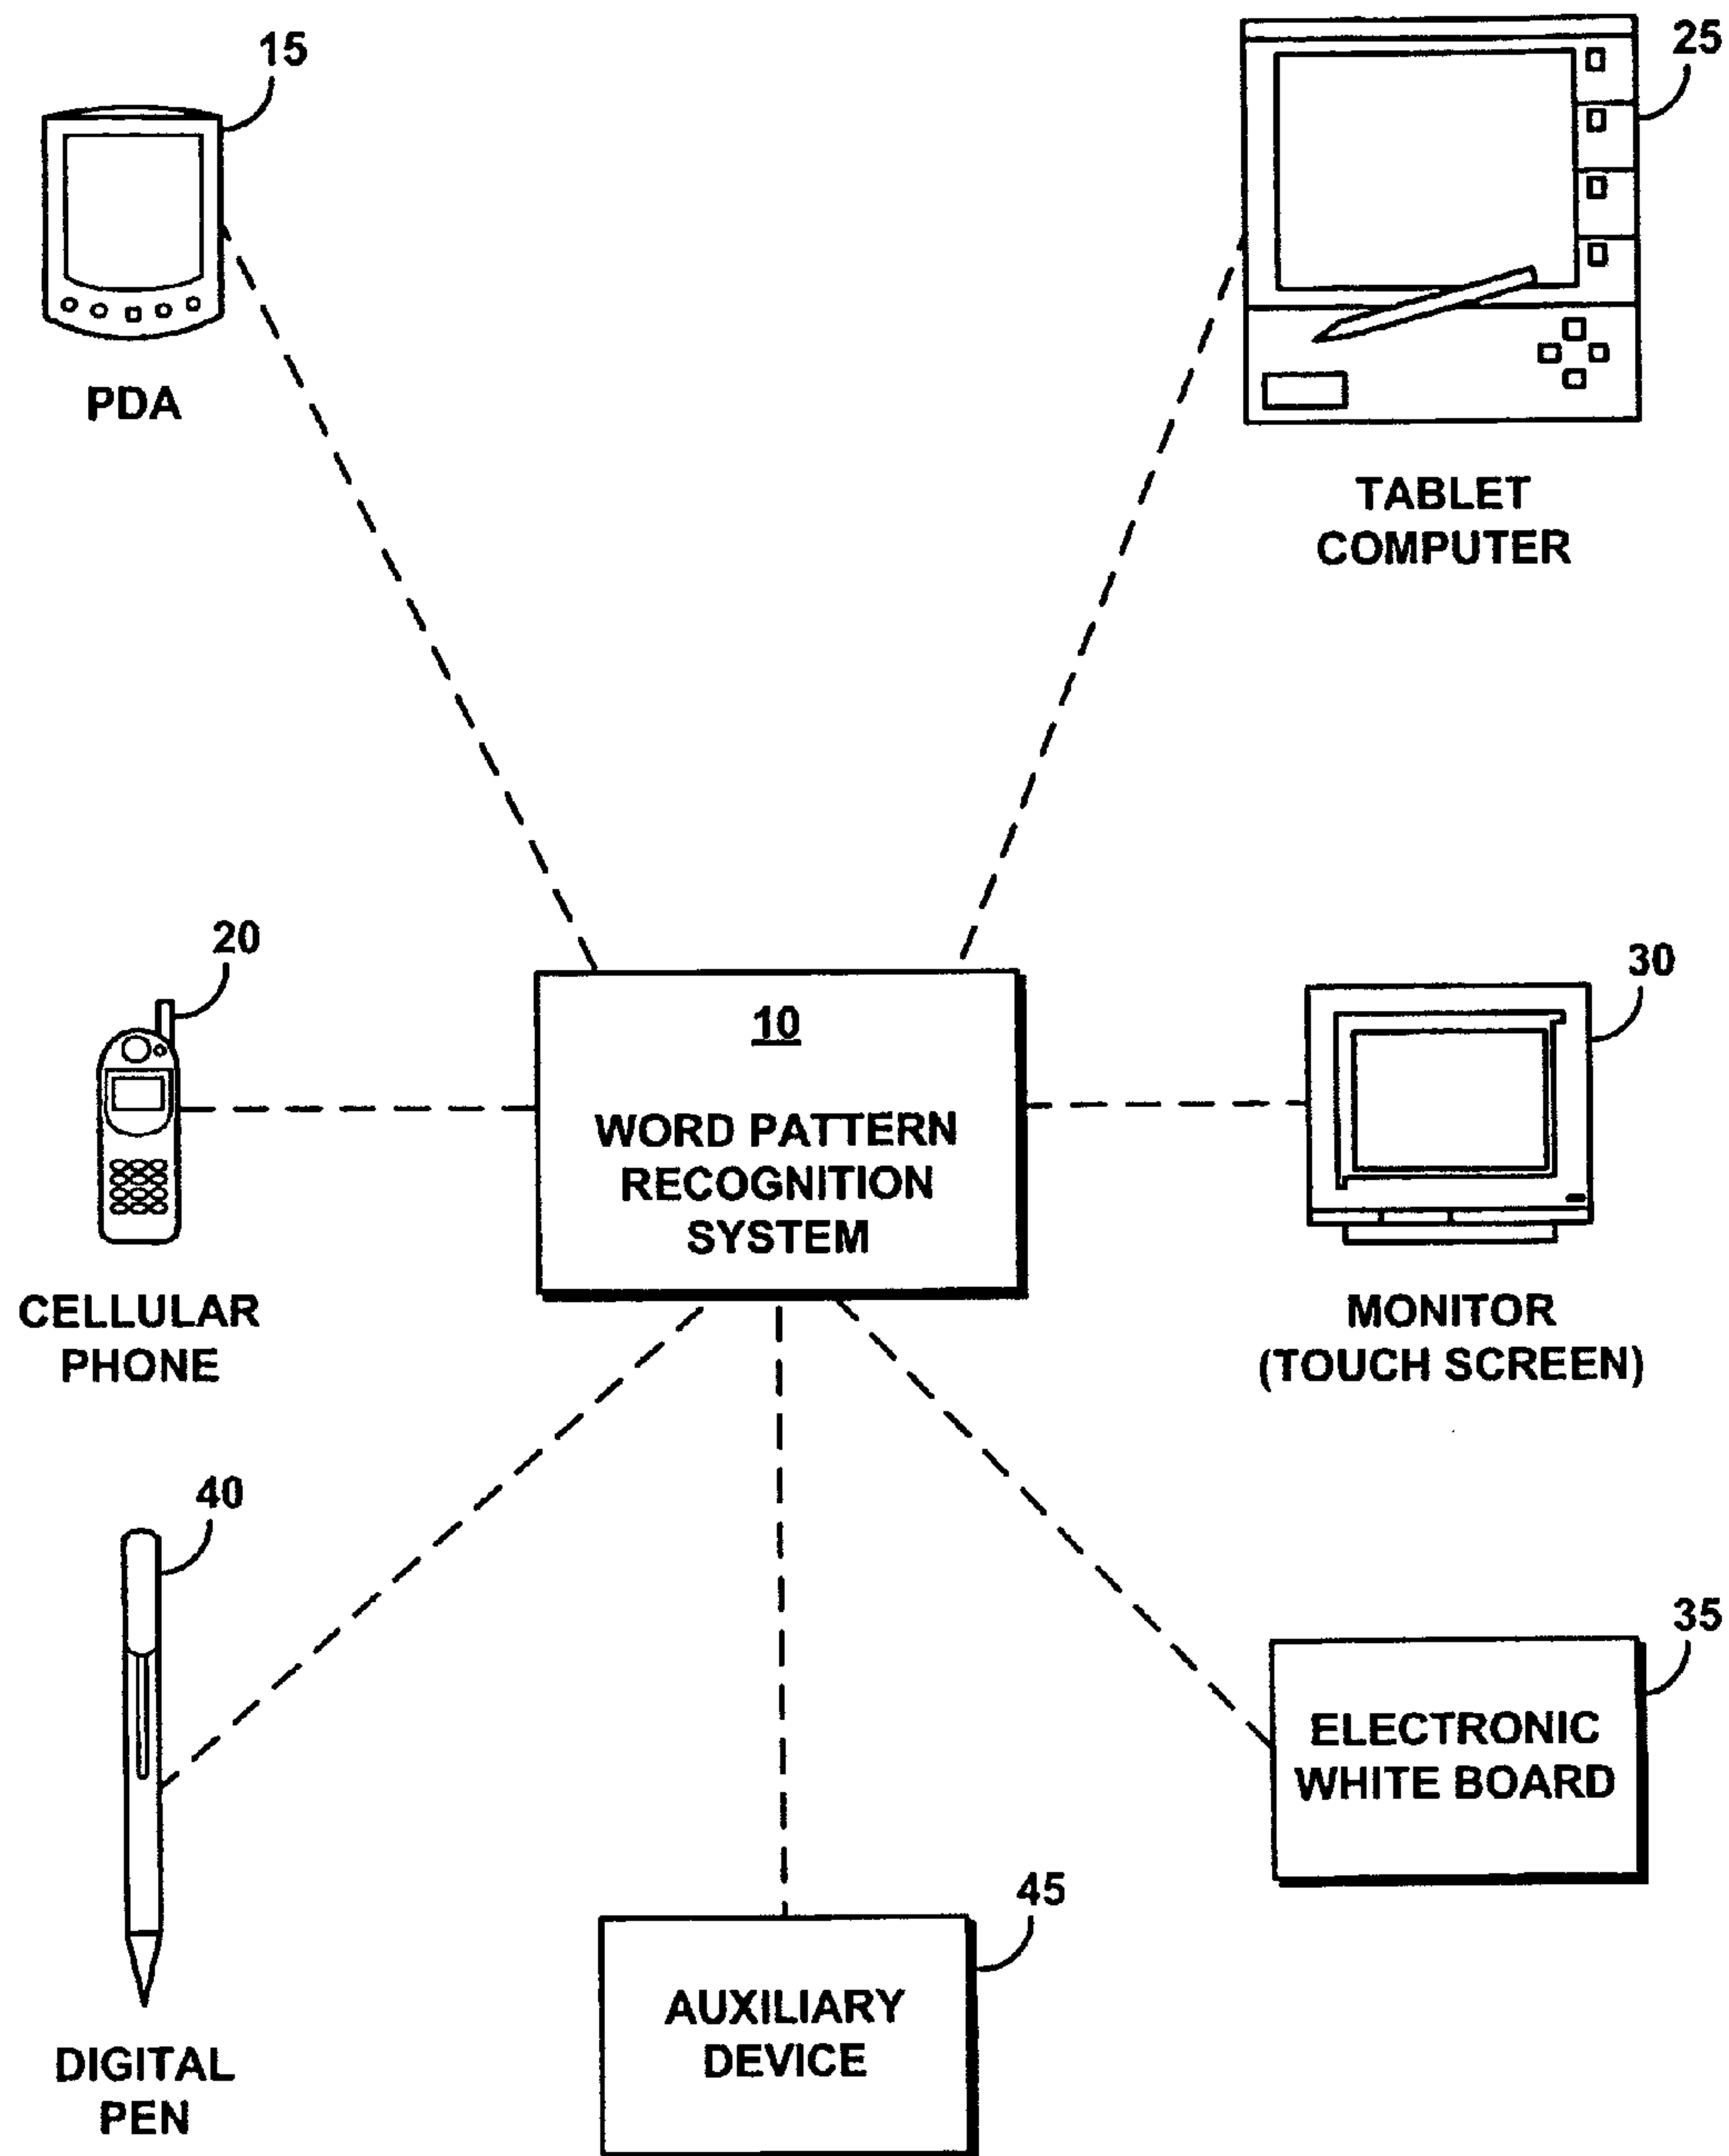 15
25
PDA
TABLET
COMPUTER
20
10
30
WORD PATTERN
RECOGNITION
SYSTEM
CELLULAR
PHONE
MONITOR
(TOUCH SCREEN)
40
35
ELECTRONIC
WHITE BOARD
45
AUXILIARY
DEVICE
DIGITAL
PEN